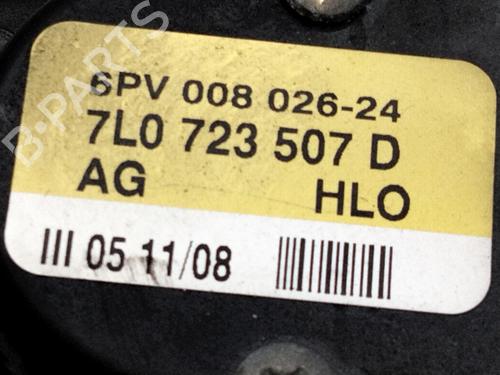 B-PARTS
6PV 008 026-24
7L0 723 507 D
AG HLO
III 05 11/08